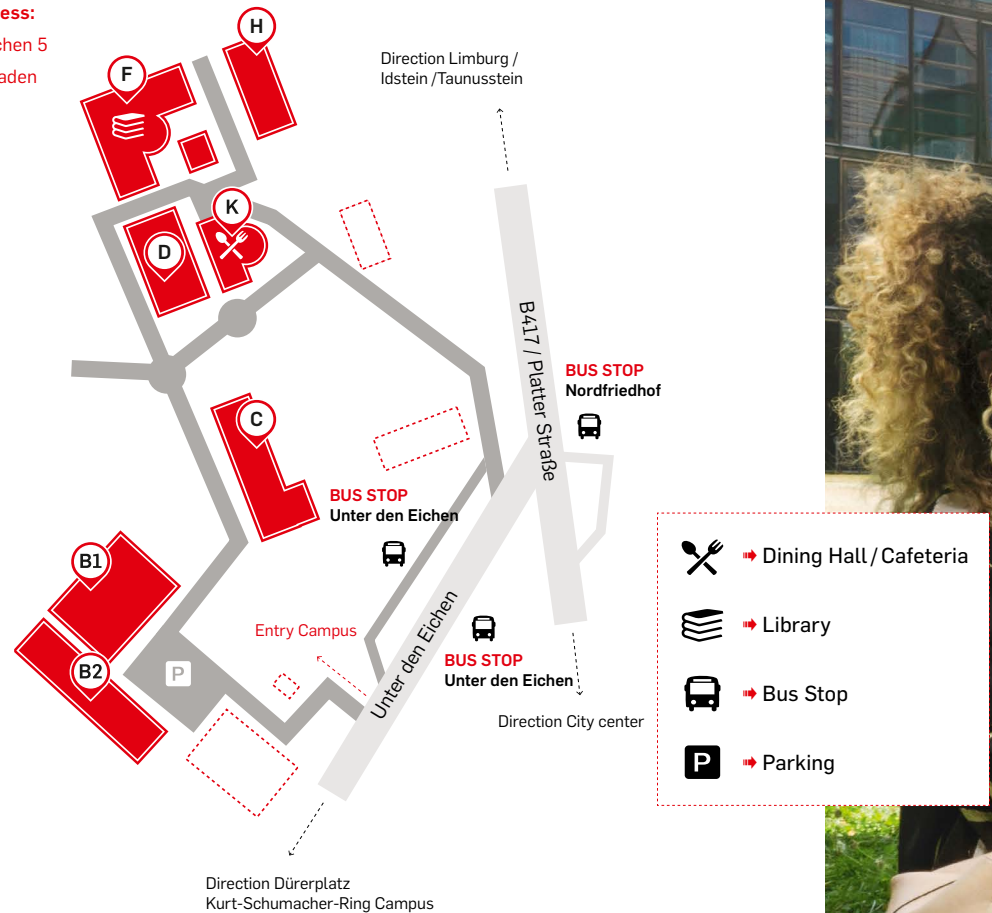 ess:
chen 5
aden
H
F
Direction Limburg /
Idstein /Taunusstein
K
D
B417 / Platter Straße
BUS STOP
Nordfriedhof
C
BUS STOP
Unter den Eichen
B1
Dining Hall / Cafeteria
Entry Campus
Unter den Eichen
Library
B2
P
BUS STOP
Unter den Eichen
Bus Stop
Direction City center
P
Parking
Direction Dürerplatz
Kurt-Schumacher-Ring Campus